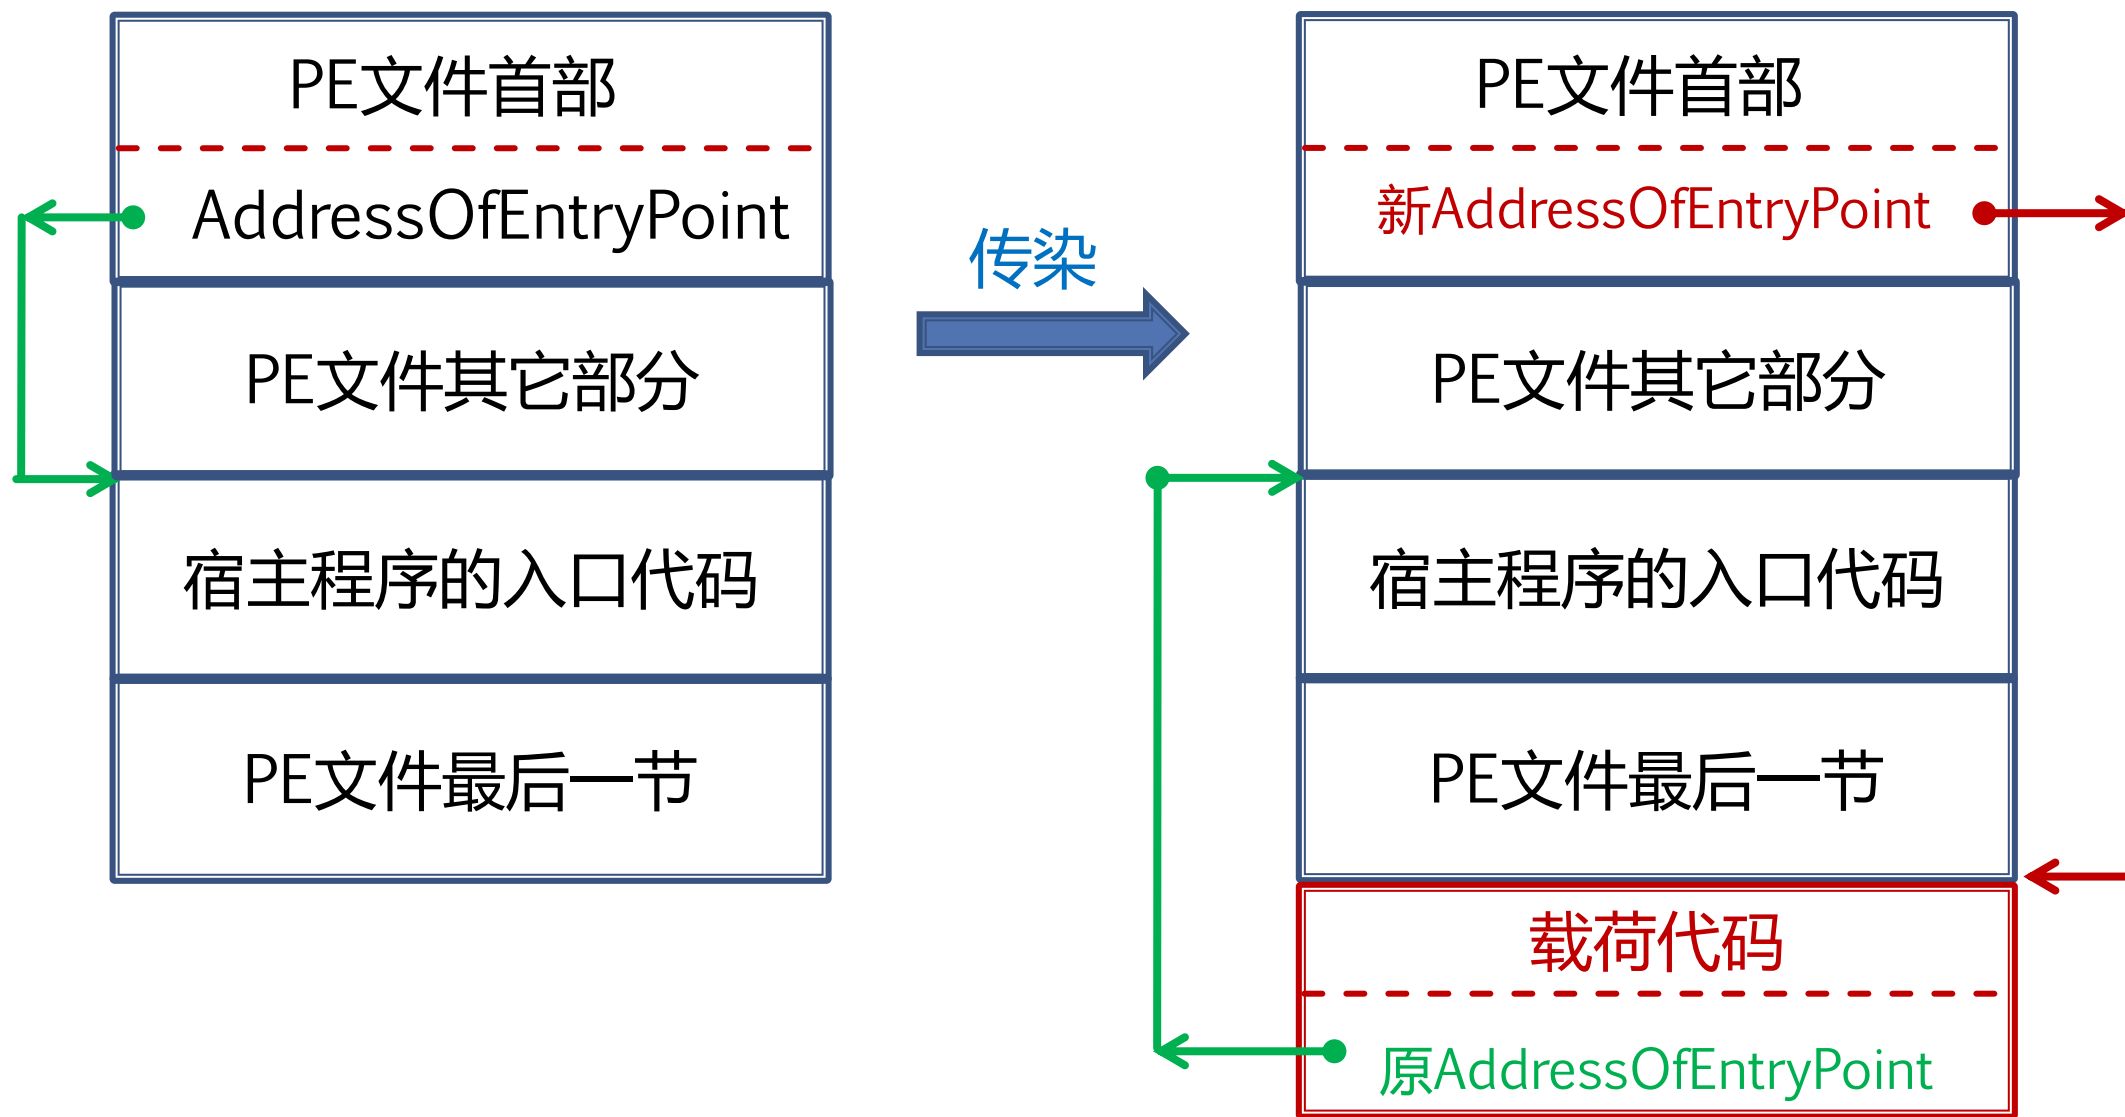 PE文件首部
AddressOfEntryPoint
PE文件其它部分
宿主程序的入口代码
PE文件最后一节
传染
PE文件首部
新AddressOfEntryPoint
PE文件其它部分
宿主程序的入口代码
PE文件最后一节
载荷代码
原AddressOfEntryPoint